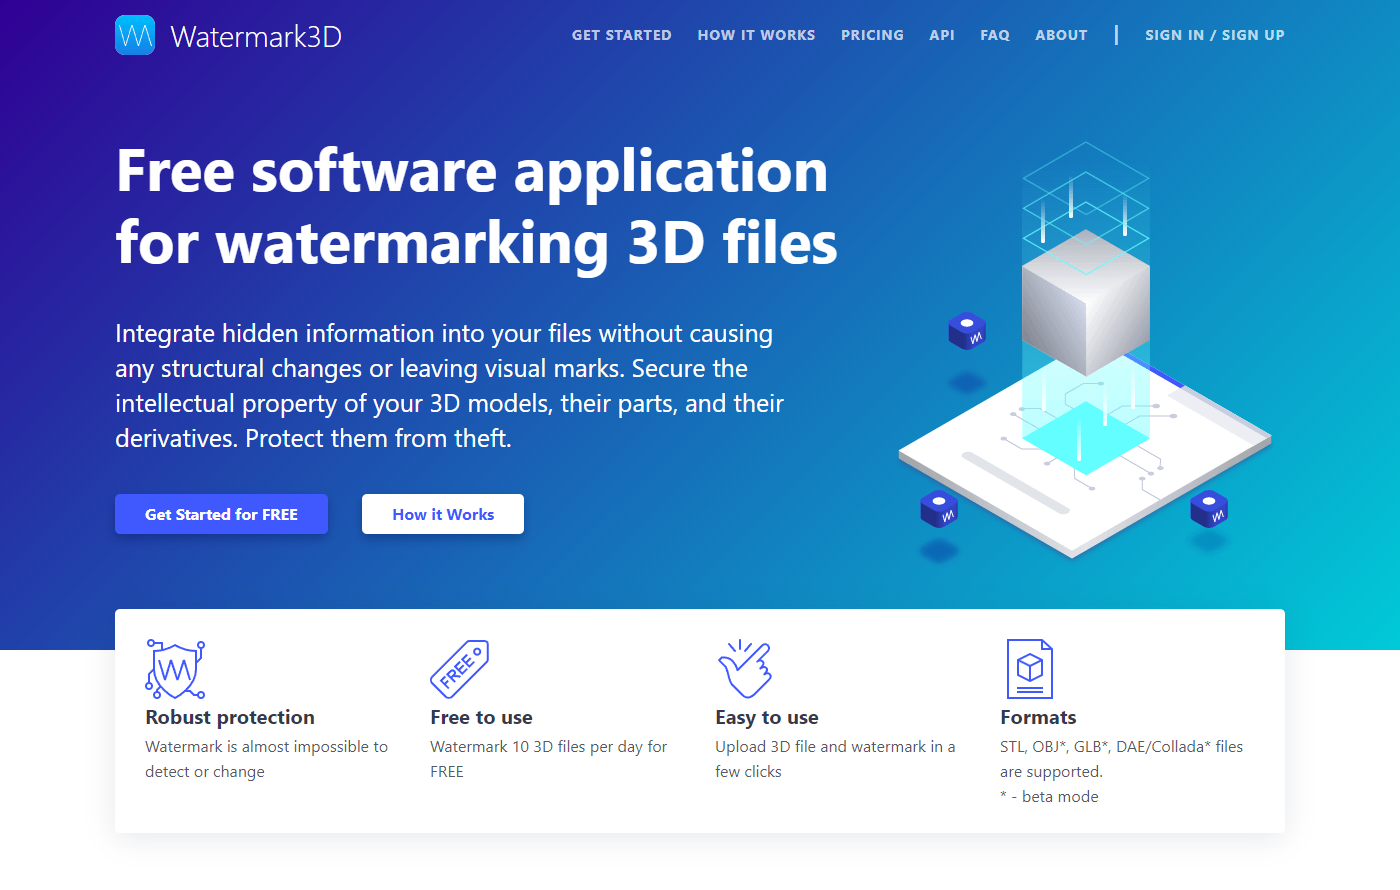 Watermark3D
GET STARTED HOW IT WORKS PRICING API FAQ ABOUT | SIGN IN / SIGN UP
Free software application
for watermarking 3D files
Integrate hidden information into your files without causing
any structural changes or leaving visual marks. Secure the
intellectual property of your 3D models, their parts, and their
derivatives. Protect them from theft.
Get Started for FREE
How it Works
FREE
Robust protection
Watermark is almost impossible to
detect or change
Free to use
Watermark 10 3D files per day for
FREE
Easy to use
Upload 3D file and watermark in a
few clicks
Formats
STL, OBJ*, GLB*, DAE/Collada* files
are supported.
* - beta mode